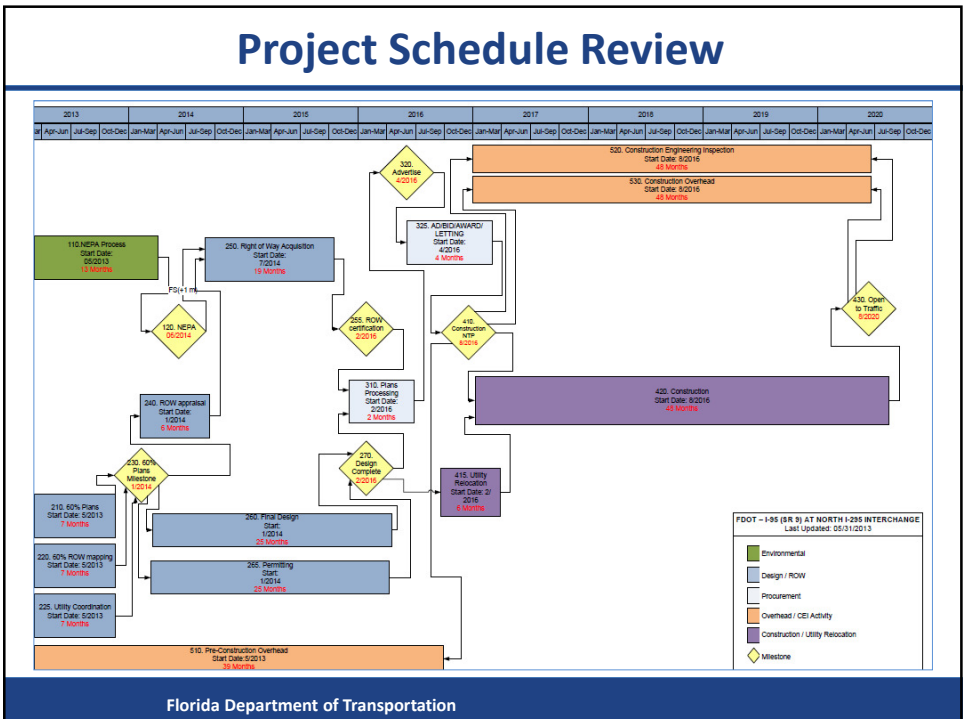 Project Schedule Review
2013 2014 2015 2016 2017 2018 2019 2020
Apr-Jun Jul-Sep Oct-Dec Jan-Mar Apr-Jun Jul-Sep Oct-Dec Jan-Mar Apr-Jun Jul-Sep Oct-Dec Jan-Mar Apr-Jun Jul-Sep Oct-Dec Jan-Mar Apr-Jun Jul-Sep Oct-Dec Jan-Mar Apr-Jun Jul-Sep Oct-Dec Jan-Mar Apr-Jun Jul-Sep Oct-Dec Jan-Mar Apr-Jun Jul-Sep Oct-Dec
520. Construction Engineering Inspection
Start Date: 8/2016
48 Months
320.
Advertise
4/2016
530. Construction Overhead
Start Date: 8/2016
325. AD/BID/AWARD/
LETTING
Start Date:
4/2016
4 Months
110.NEPA Process
Start Date:
05/2013
13 Months
250. Right of Way Acquisition
Start Date:
7/2014
19 Months
FS(+1 m)
120. NEPA
06/2014
255. ROW
certification
2/2016
410.
Construction
NTP
8/2016
430. Open
to Traffic
8/2020
310. Plans
Processing
Start Date:
2/2016
2 Months
420. Construction
Start Date: 8/2016
240. ROW appraisal
Start Date:
1/2014
6 Months
230. 60%
Plans
Milestone
1/2014
270.
Design
Complete
2/2016
415. Utility
Relocation
Start Date: 2/
2016
6 Months
210. 60% Plans
Start Date: 5/2013
7 Months
260. Final Design
Start:
1/2014
25 Months
220. 60% ROW mapping
Start Date: 5/2013
7 Months
265. Permitting
Start:
1/2014
25 Months
225. Utility Coordination
Start Date: 5/2013
7 Months
510. Pre-Construction Overhead
Start Date:5/2013
39 Months
FDOT – I-95 (SR 9) AT NORTH I-295 INTERCHANGE
Last Updated: 05/31/2013
Environmental
Design / ROW
Procurement
Overhead / CEI Activity
Construction / Utility Relocation
Milestone
Florida Department of Transportation